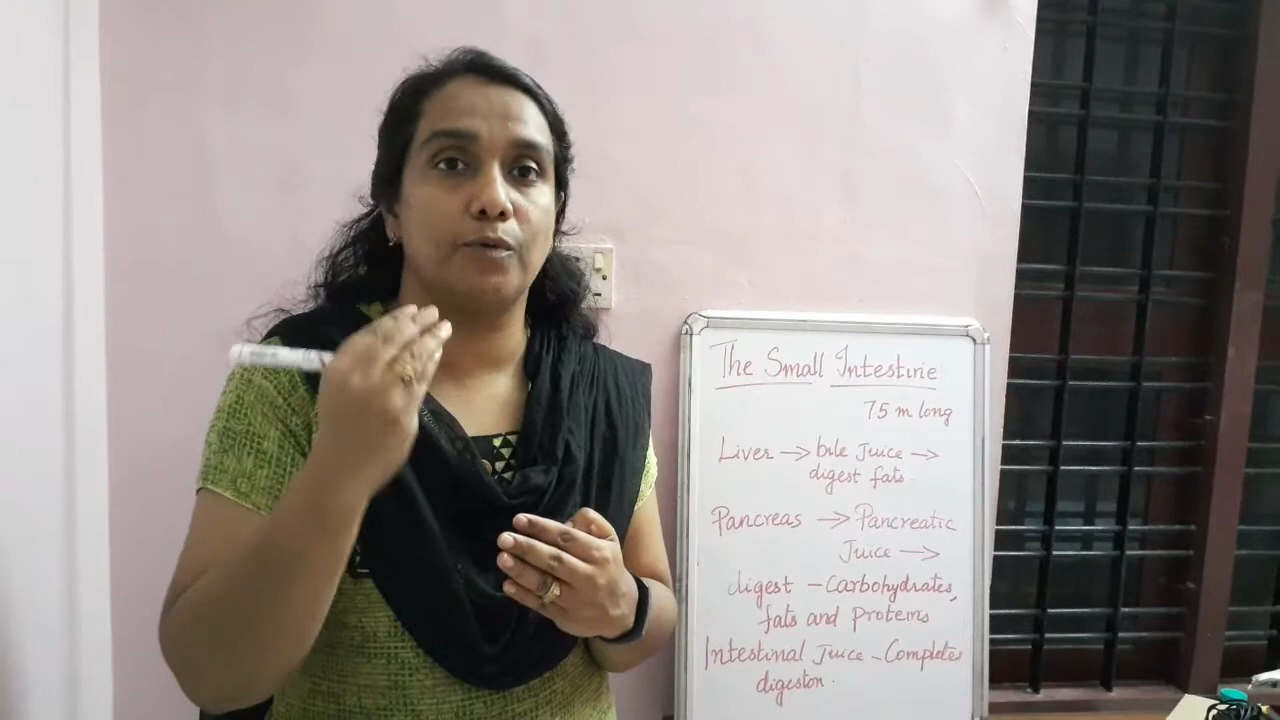 The Small Intestine
7.5 m long
Liver → bile Juice →
digest fats.
Pancreas → Pancreatic
Juice →
digest - Carbohydrates,
fats and Proteins
Intestinal Juice - Completes
digeston.